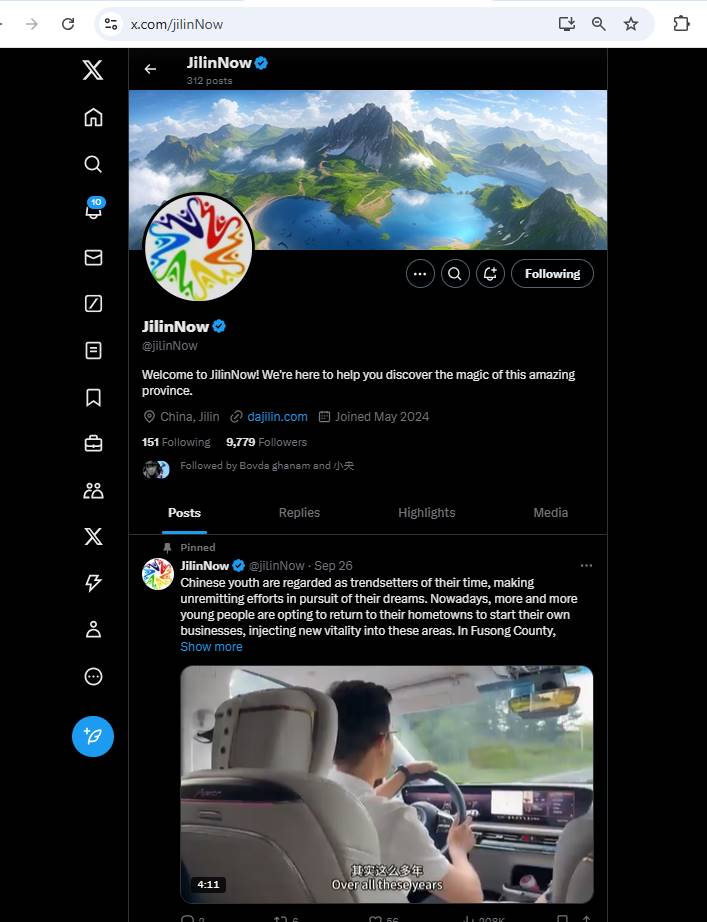 x.com/jilinNow
JilinNow
312 posts
Following
JilinNow
@jilinNow
Welcome to JilinNow! We're here to help you discover the magic of this amazing
province.
China, Jilin dajilin.com Joined May 2024
151 Following 9,779 Followers
Followed by Bovda ghanam and 小央
Posts Replies Highlights Media
Pinned
JilinNow @jilinNow · Sep 26
Chinese youth are regarded as trendsetters of their time, making
unremitting efforts in pursuit of their dreams. Nowadays, more and more
young people are opting to return to their hometowns to start their own
businesses, injecting new vitality into these areas. In Fusong County,
Show more
其实这么多年
4:11 Over all these years
10